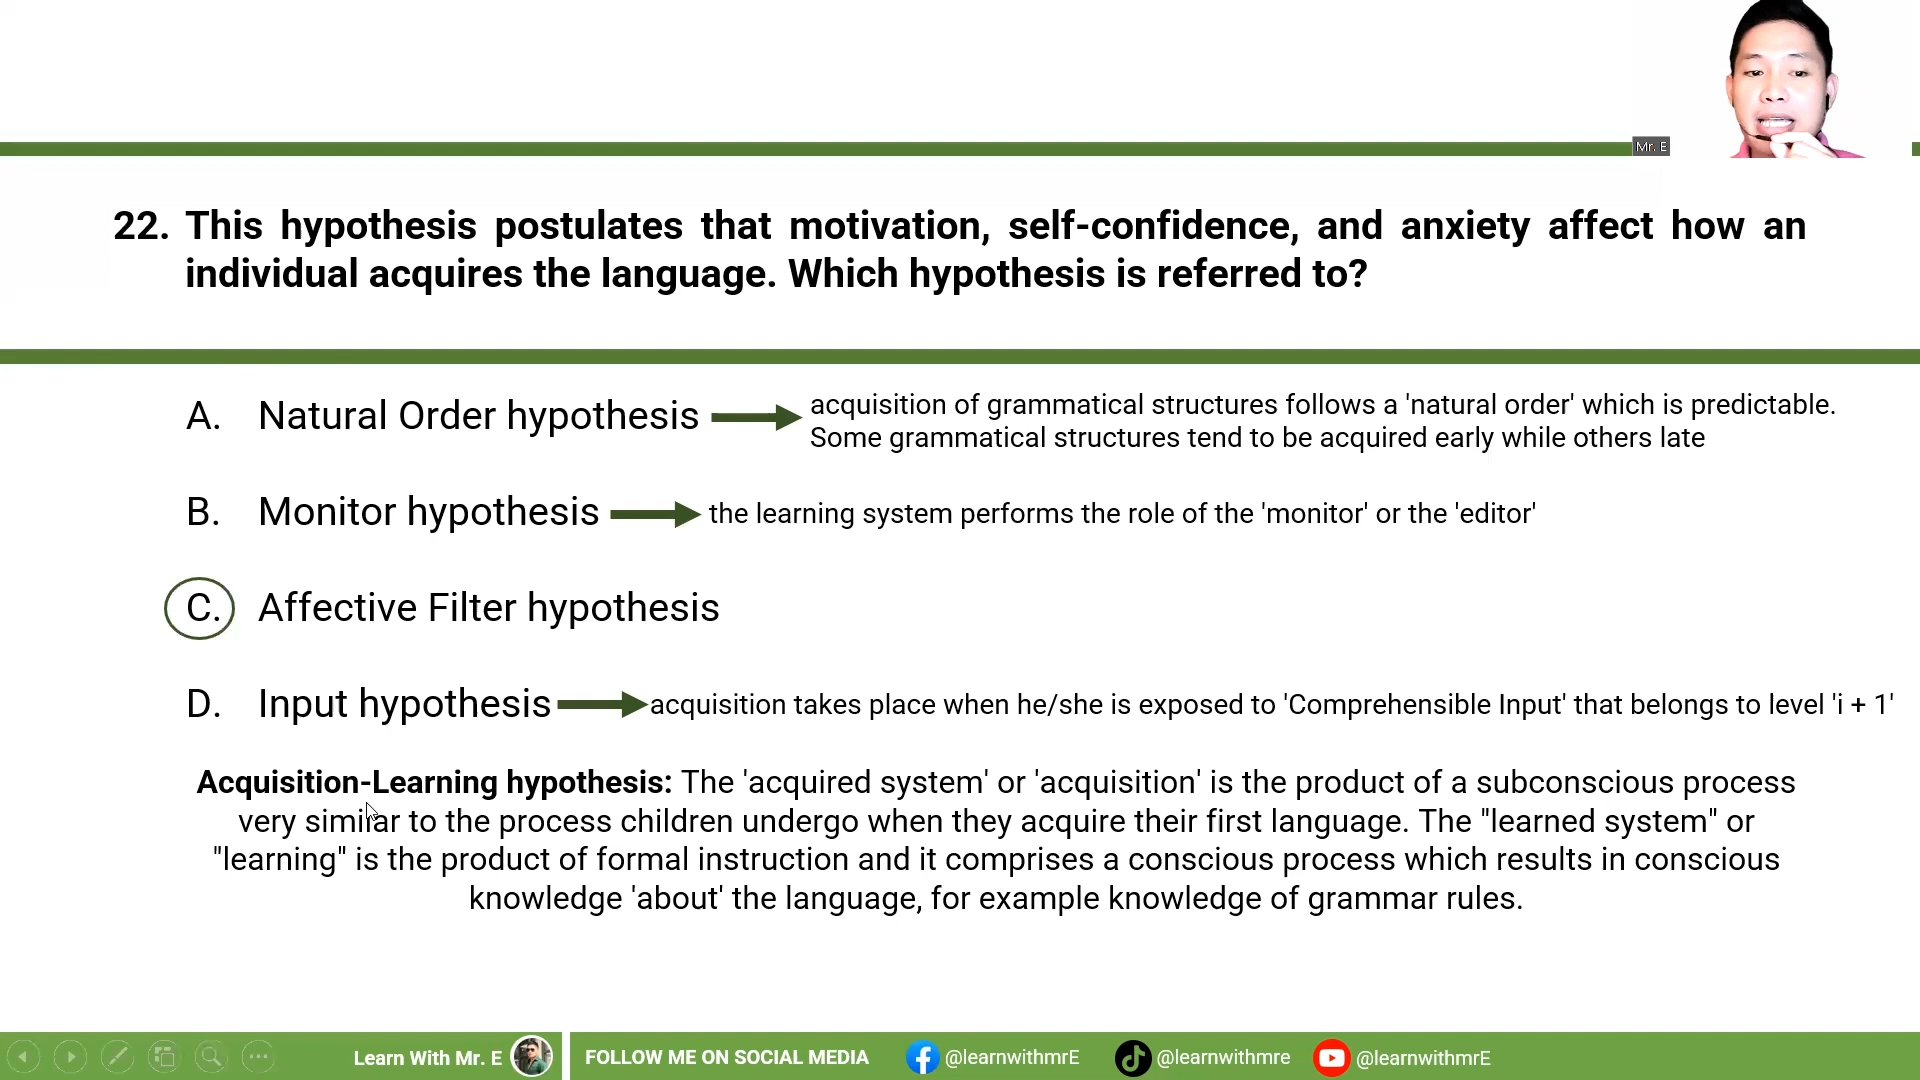 Mr. E
22. This hypothesis postulates that motivation, self-confidence, and anxiety affect how an
individual acquires the language. Which hypothesis is referred to?
A. Natural Order hypothesis
acquisition of grammatical structures follows a 'natural order' which is predictable.
Some grammatical structures tend to be acquired early while others late
B. Monitor hypothesis
the learning system performs the role of the 'monitor' or the 'editor'
C. Affective Filter hypothesis
D. Input hypothesis
acquisition takes place when he/she is exposed to 'Comprehensible Input' that belongs to level 'i + 1'
Acquisition-Learning hypothesis: The 'acquired system' or 'acquisition' is the product of a subconscious process
very similar to the process children undergo when they acquire their first language. The "learned system" or
"learning" is the product of formal instruction and it comprises a conscious process which results in conscious
knowledge 'about' the language, for example knowledge of grammar rules.
Learn With Mr. E
FOLLOW ME ON SOCIAL MEDIA
@learnwithmrE
@learnwithmre
@learnwithmrE